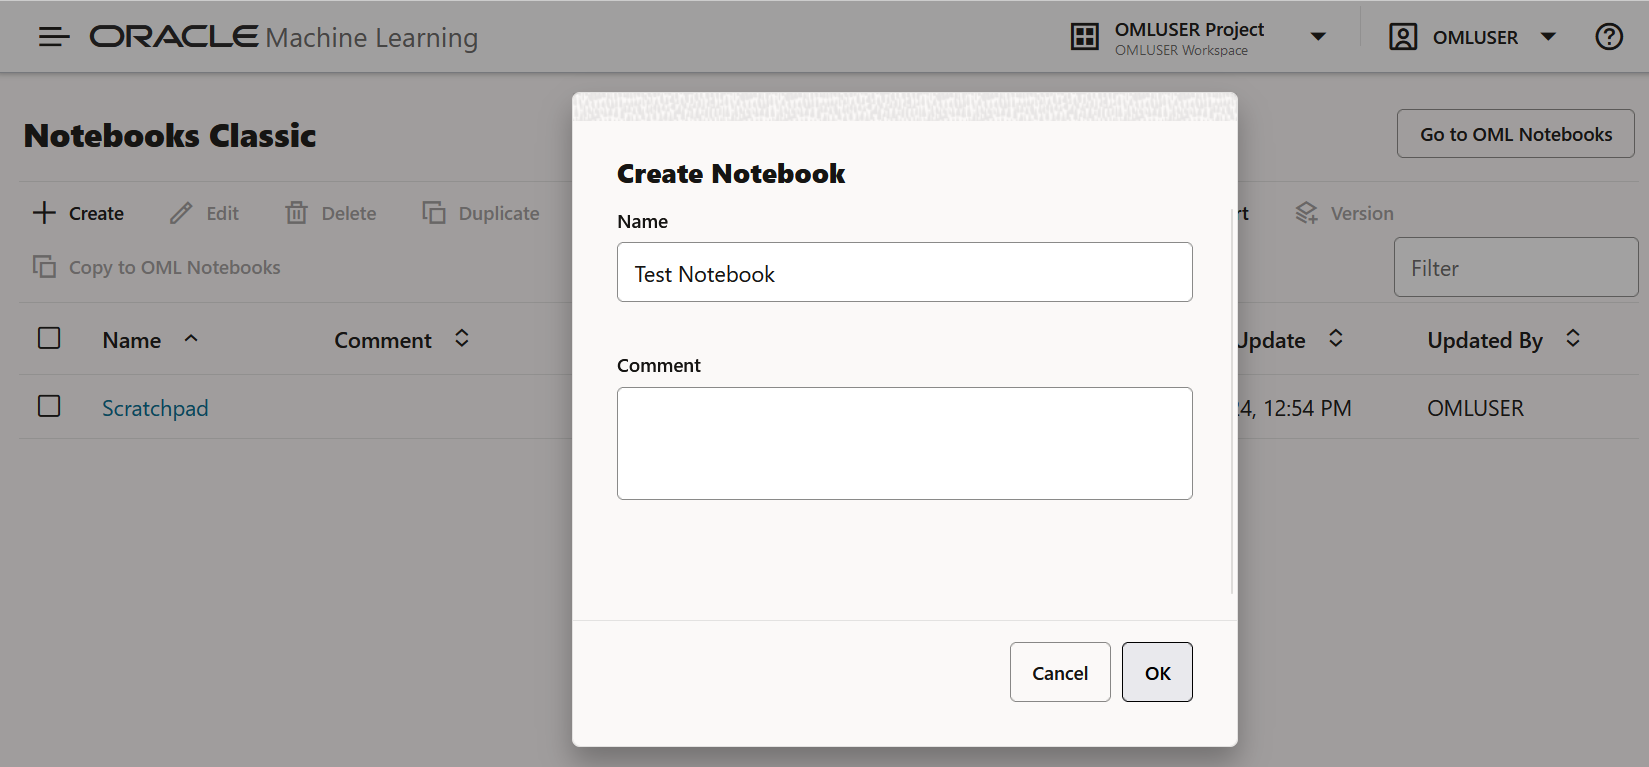 ORACLE Machine Learning
OMLUSER Project
OMLUSER Workspace
OMLUSER
Notebooks Classic
Go to OML Notebooks
Create Edit Delete Duplicate Version
Copy to OML Notebooks
Filter
Name Comment Update Updated By
Scratchpad 24, 12:54 PM OMLUSER
Create Notebook
Name
Test Notebook
Comment
Cancel OK